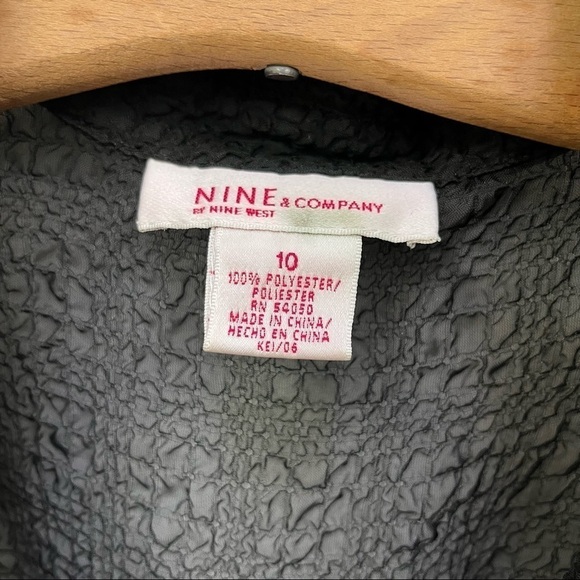 NINE & COMPANY
BY NINE WEST
10
100% POLYESTER/
POLIESTER
RN 54050
MADE IN CHINA/
HECHO EN CHINA
KEI/06